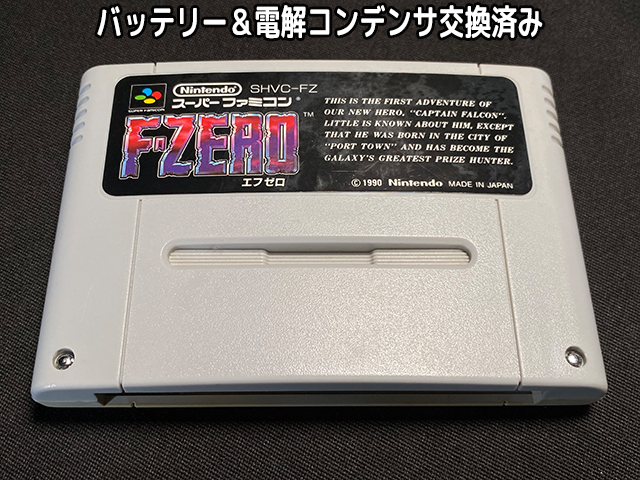 バッテリー＆電解コンデンサ交換済み
Nintendo SHVC-FZ
スーパーファミコン
SUPER FAMICOM
F-ZERO™
エフゼロ
THIS IS THE FIRST ADVENTURE OF
OUR NEW HERO, "CAPTAIN FALCON".
LITTLE IS KNOWN ABOUT HIM, EXCEPT
THAT HE WAS BORN IN THE CITY OF
"PORT TOWN" AND HAS BECOME THE
GALAXY'S GREATEST PRIZE HUNTER.
©1990 Nintendo MADE IN JAPAN